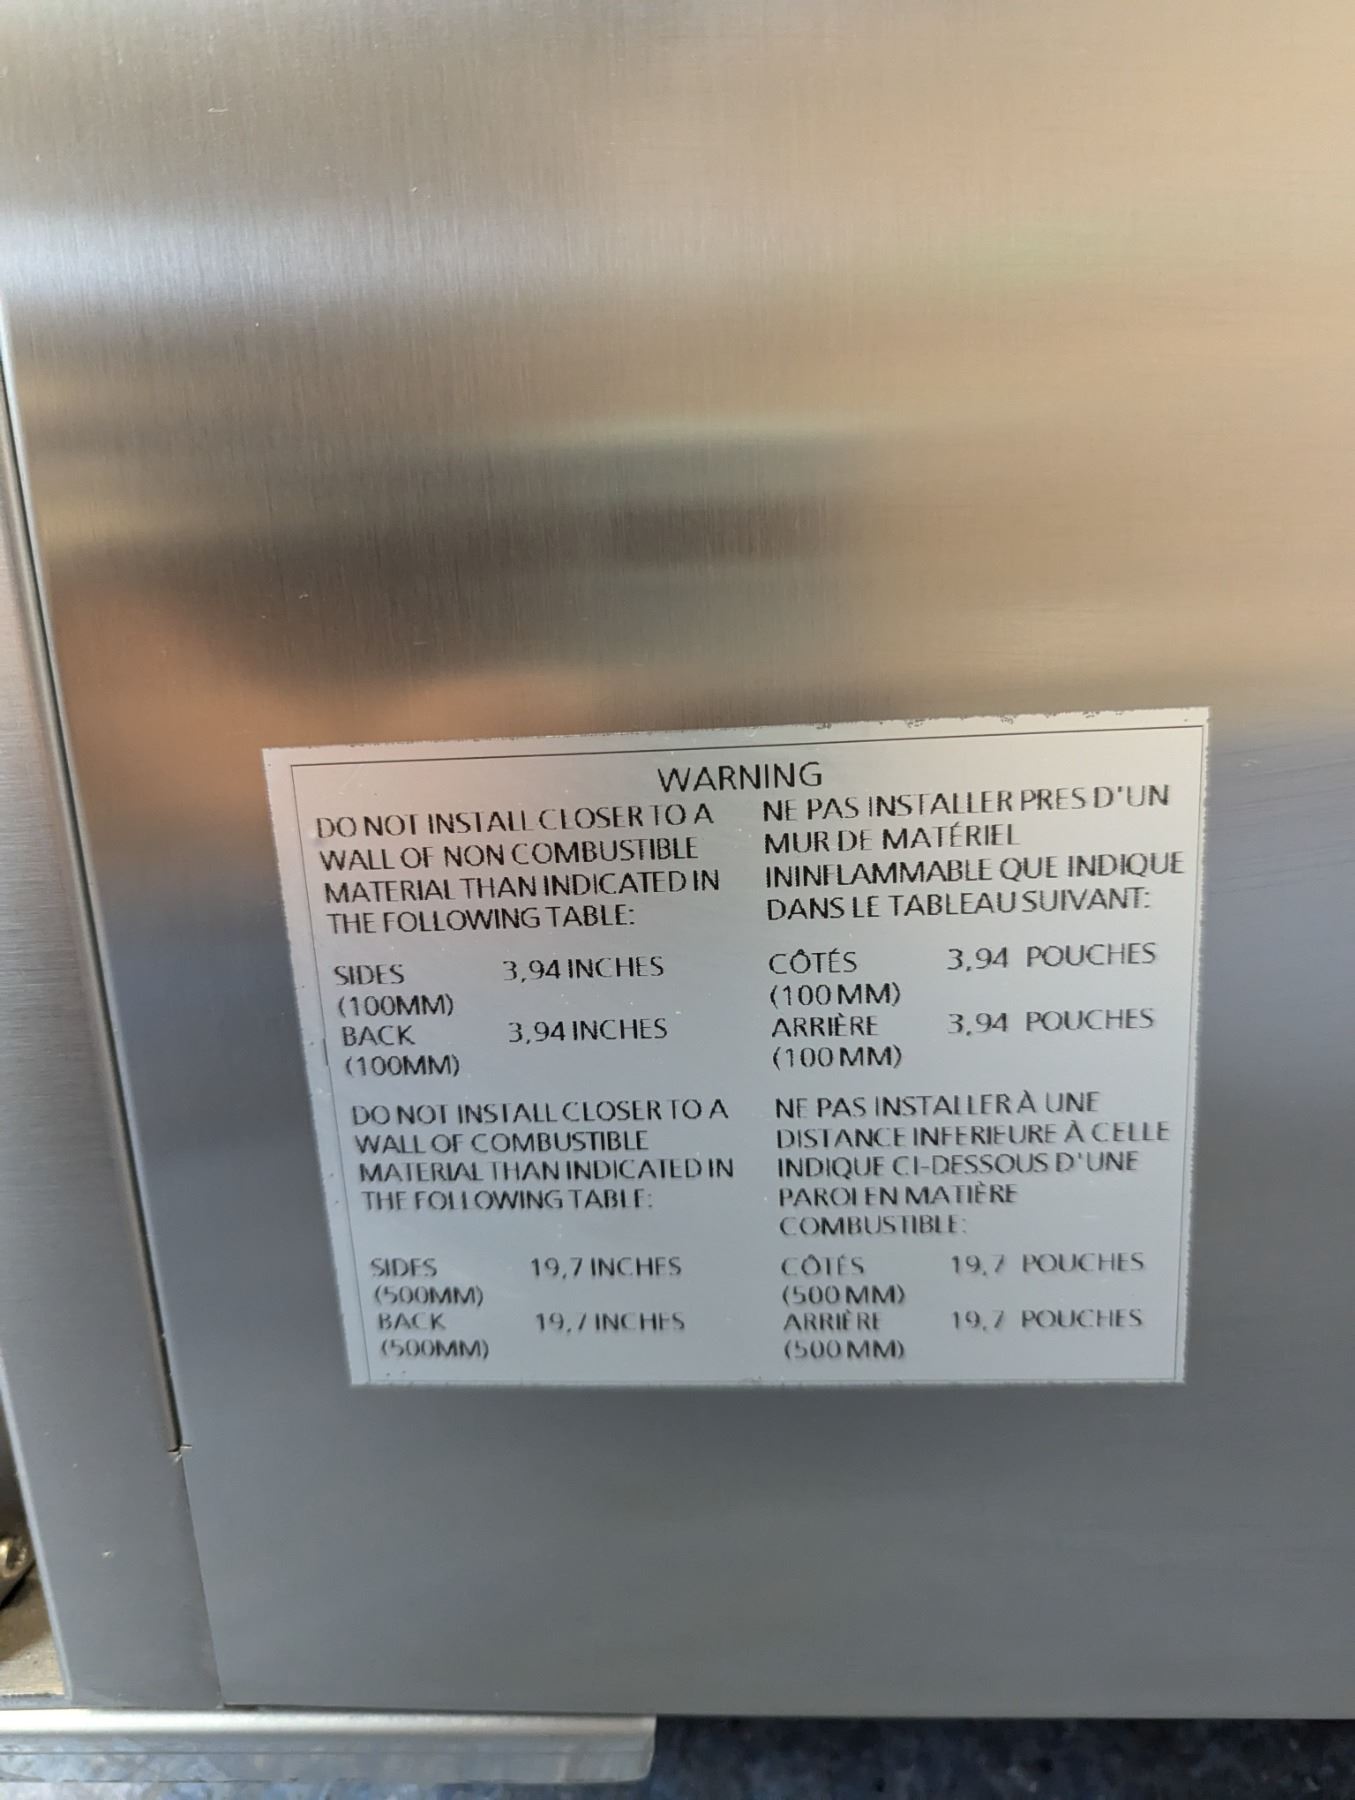 WARNING
DO NOT INSTALL CLOSER TO A
WALL OF NON COMBUSTIBLE
MATERIAL THAN INDICATED IN
THE FOLLOWING TABLE:
SIDES 3,94 INCHES
(100MM)
BACK 3,94 INCHES
(100MM)
DO NOT INSTALL CLOSER TO A
WALL OF COMBUSTIBLE
MATERIAL THAN INDICATED IN
THE FOLLOWING TABLE:
SIDES 19,7 INCHES
(500MM)
BACK 19,7 INCHES
(500MM)
NE PAS INSTALLER PRES D'UN
MUR DE MATÉRIEL
ININFLAMMABLE QUE INDIQUE
DANS LE TABLEAU SUIVANT:
CÔTÉS 3,94 POUCHES
(100 MM)
ARRIÈRE 3,94 POUCHES
(100 MM)
NE PAS INSTALLER À UNE
DISTANCE INFERIEURE À CELLE
INDIQUE CI-DESSOUS D'UNE
PAROI EN MATIÈRE
COMBUSTIBLE:
CÔTÉS 19,7 POUCHES
(500 MM)
ARRIÈRE 19,7 POUCHES
(500 MM)